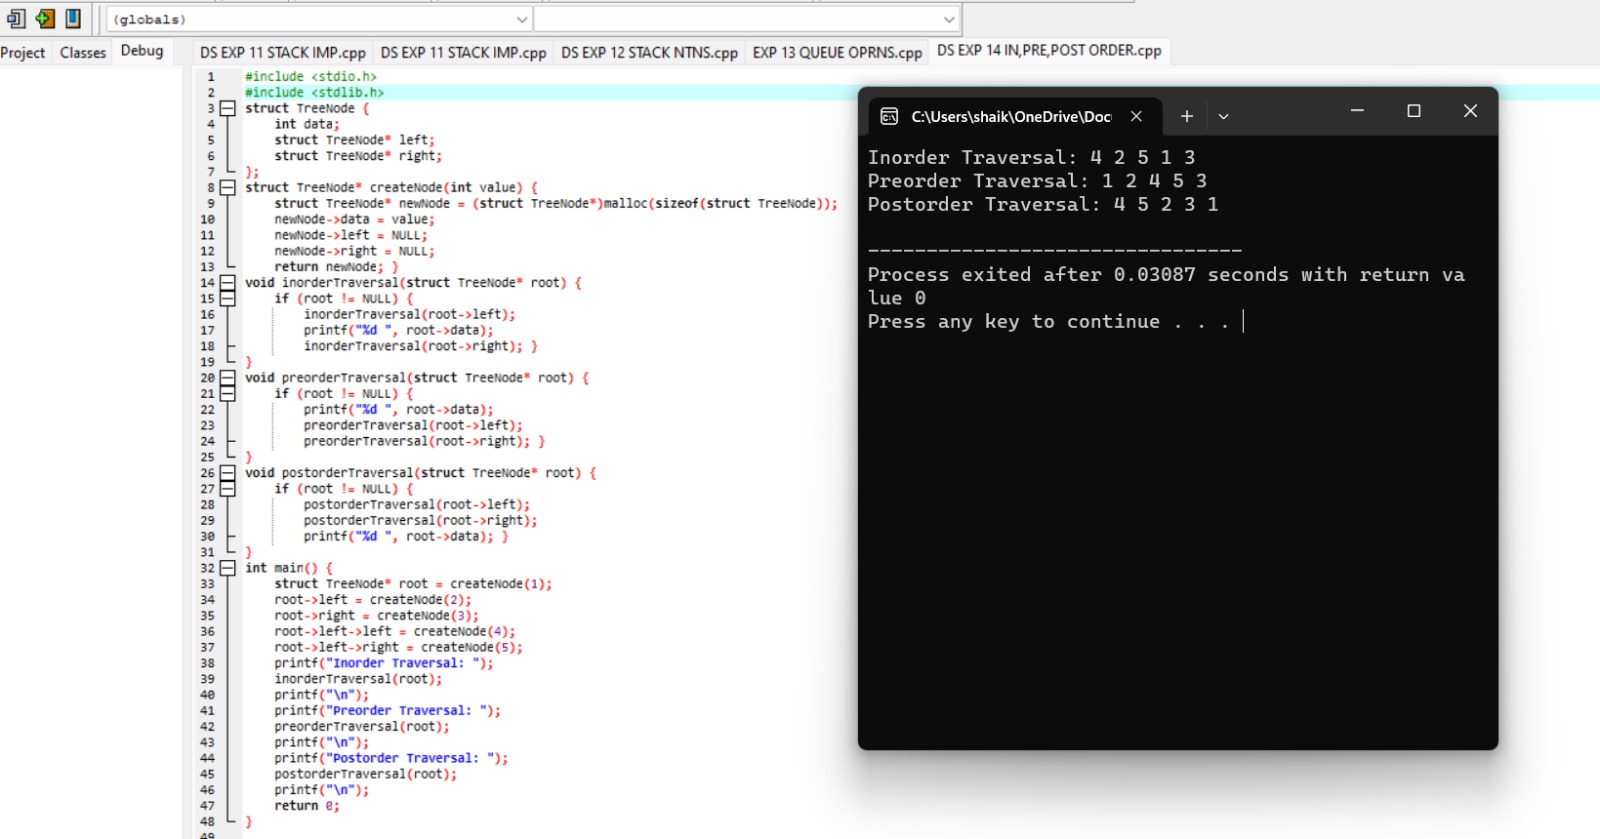 (globals)
Project Classes Debug
DS EXP 11 STACK IMP.cpp DS EXP 11 STACK IMP.cpp DS EXP 12 STACK NTNS.cpp EXP 13 QUEUE OPRNS.cpp DS EXP 14 IN,PRE,POST ORDER.cpp
1 #include <stdio.h>
2 #include <stdlib.h>
3 struct TreeNode {
4 int data;
5 struct TreeNode* left;
6 struct TreeNode* right;
7 };
8 struct TreeNode* createNode(int value) {
9 struct TreeNode* newNode = (struct TreeNode*)malloc(sizeof(struct TreeNode));
10 newNode->data = value;
11 newNode->left = NULL;
12 newNode->right = NULL;
13 return newNode; }
14 void inorderTraversal(struct TreeNode* root) {
15 if (root != NULL) {
16 inorderTraversal(root->left);
17 printf("%d ", root->data);
18 inorderTraversal(root->right); }
19 }
20 void preorderTraversal(struct TreeNode* root) {
21 if (root != NULL) {
22 printf("%d ", root->data);
23 preorderTraversal(root->left);
24 preorderTraversal(root->right); }
25 }
26 void postorderTraversal(struct TreeNode* root) {
27 if (root != NULL) {
28 postorderTraversal(root->left);
29 postorderTraversal(root->right);
30 printf("%d ", root->data); }
31 }
32 int main() {
33 struct TreeNode* root = createNode(1);
34 root->left = createNode(2);
35 root->right = createNode(3);
36 root->left->left = createNode(4);
37 root->left->right = createNode(5);
38 printf("Inorder Traversal: ");
39 inorderTraversal(root);
40 printf("\n");
41 printf("Preorder Traversal: ");
42 preorderTraversal(root);
43 printf("\n");
44 printf("Postorder Traversal: ");
45 postorderTraversal(root);
46 printf("\n");
47 return 0;
48 }
49
C:\Users\shaik\OneDrive\Doc
Inorder Traversal: 4 2 5 1 3
Preorder Traversal: 1 2 4 5 3
Postorder Traversal: 4 5 2 3 1
--------------------------------
Process exited after 0.03087 seconds with return va
lue 0
Press any key to continue . . .